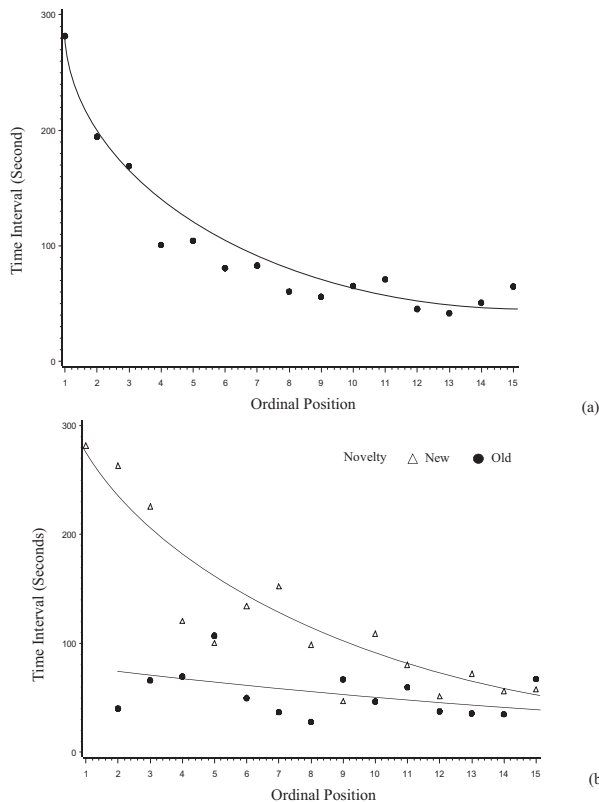 300
200
100
0
Time Interval (Second)
1 2 3 4 5 6 7 8 9 10 11 12 13 14 15
Ordinal Position
(a)
300
200
100
0
Time Interval (Seconds)
Novelty △ New ● Old
1 2 3 4 5 6 7 8 9 10 11 12 13 14 15
Ordinal Position
(b